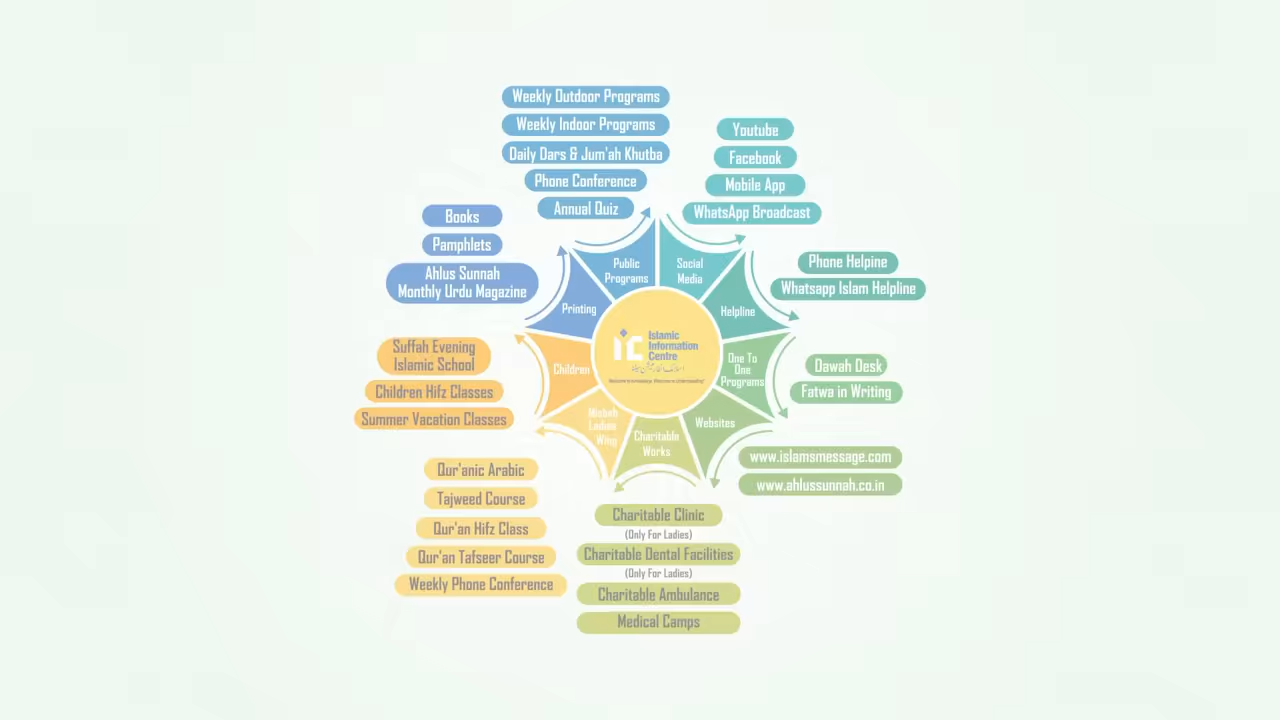 Weekly Outdoor Programs
Weekly Indoor Programs
Daily Dars & Jum'ah Khutba
Phone Conference
Annual Quiz
Youtube
Facebook
Mobile App
WhatsApp Broadcast
Books
Pamphlets
Ahlus Sunnah
Monthly Urdu Magazine
Phone Helpine
Whatsapp Islam Helpline
Public
Programs
Social
Media
Printing
Helpline
Children
One To
One
Programs
Misbah
Ladies
Wing
Charitable
Works
Websites
Islamic
Information
Centre
Suffah Evening
Islamic School
Children Hifz Classes
Summer Vacation Classes
Dawah Desk
Fatwa in Writing
www.islamsmessage.com
www.ahlussunnah.co.in
Qur'anic Arabic
Tajweed Course
Qur'an Hifz Class
Qur'an Tafseer Course
Weekly Phone Conference
Charitable Clinic
(Only For Ladies)
Charitable Dental Facilities
(Only For Ladies)
Charitable Ambulance
Medical Camps